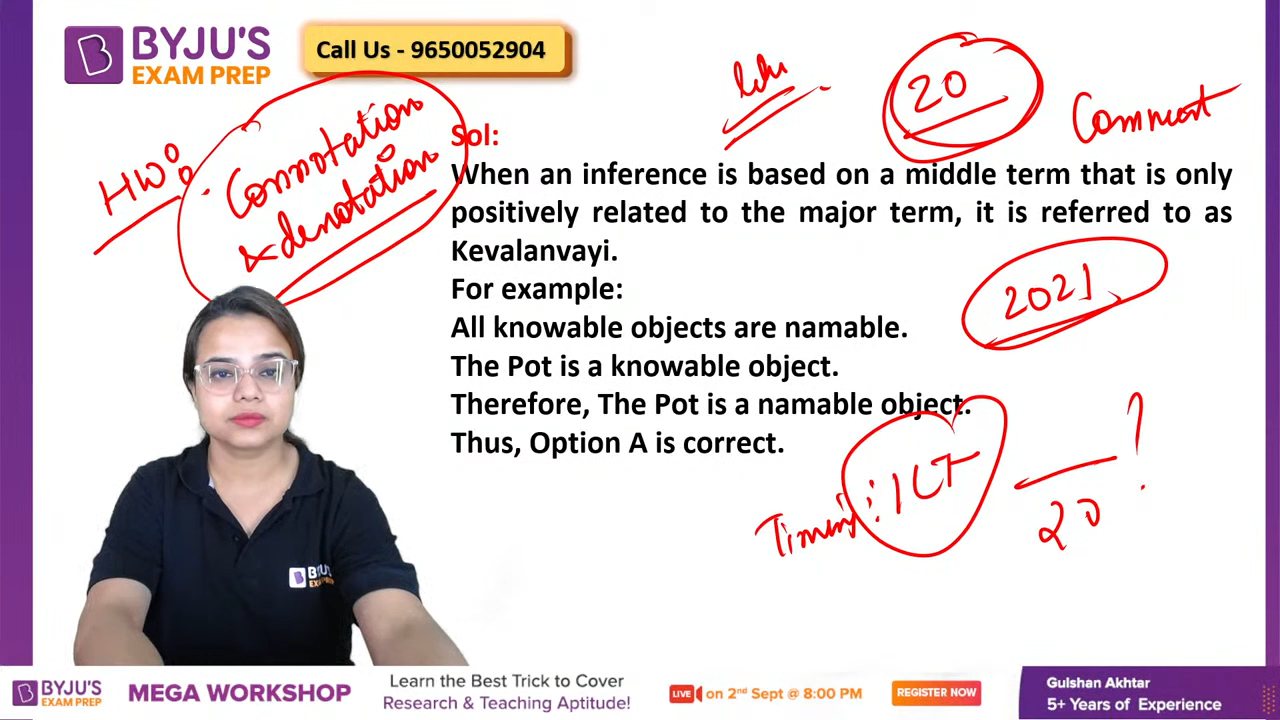 BYJU'S
EXAM PREP
Call Us - 9650052904
20
Comment
HW:
Connotation
& denotation
Sol:
When an inference is based on a middle term that is only
positively related to the major term, it is referred to as
Kevalanvayi.
For example:
2021
All knowable objects are namable.
The Pot is a knowable object.
Therefore, The Pot is a namable object.
Thus, Option A is correct.
: ICT
?
20
BYJU'S
EXAM PREP
BYJU'S
EXAM PREP
MEGA WORKSHOP
Learn the Best Trick to Cover
Research & Teaching Aptitude!
LIVE on 2nd Sept @ 8:00 PM
REGISTER NOW
Gulshan Akhtar
5+ Years of Experience